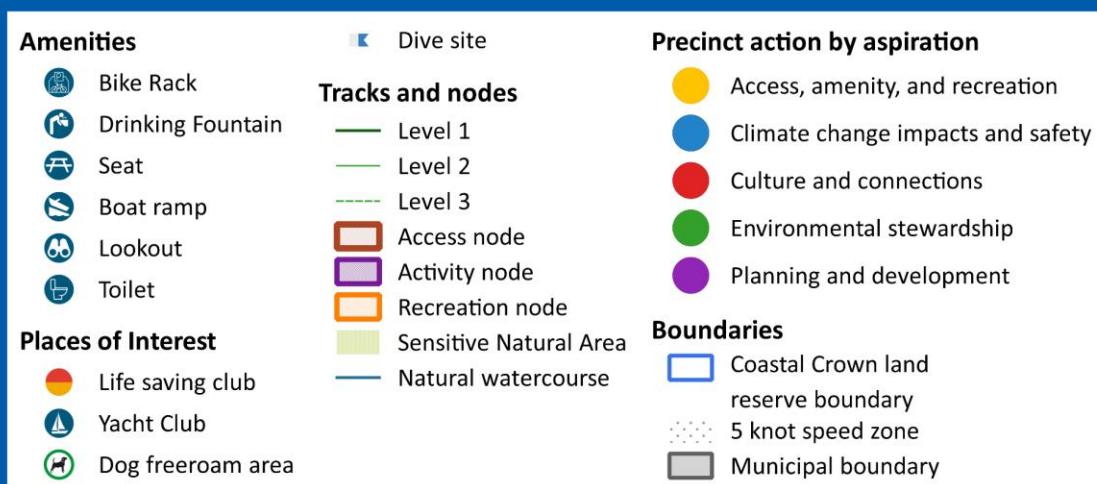 Amenities
Bike Rack
Drinking Fountain
Seat
Boat ramp
Lookout
Toilet
Places of Interest
Life saving club
Yacht Club
Dog freeroam area
Dive site
Tracks and nodes
Level 1
Level 2
Level 3
Access node
Activity node
Recreation node
Sensitive Natural Area
Natural watercourse
Precinct action by aspiration
Access, amenity, and recreation
Climate change impacts and safety
Culture and connections
Environmental stewardship
Planning and development
Boundaries
Coastal Crown land
reserve boundary
5 knot speed zone
Municipal boundary